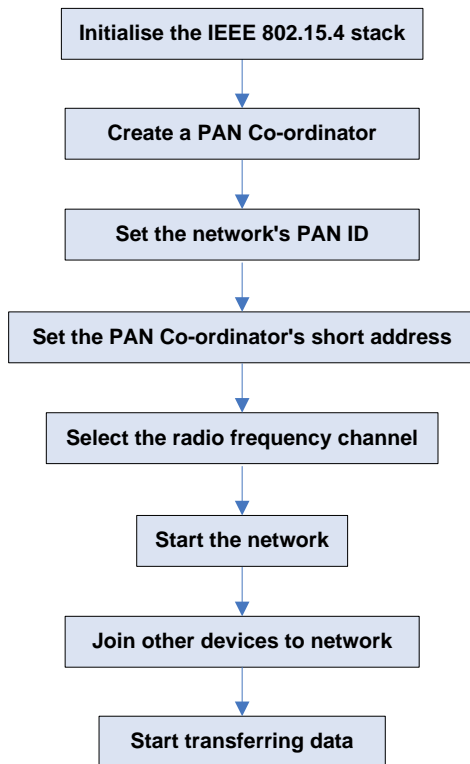 Initialise the IEEE 802.15.4 stack
Create a PAN Co-ordinator
Set the network's PAN ID
Set the PAN Co-ordinator's short address
Select the radio frequency channel
Start the network
Join other devices to network
Start transferring data